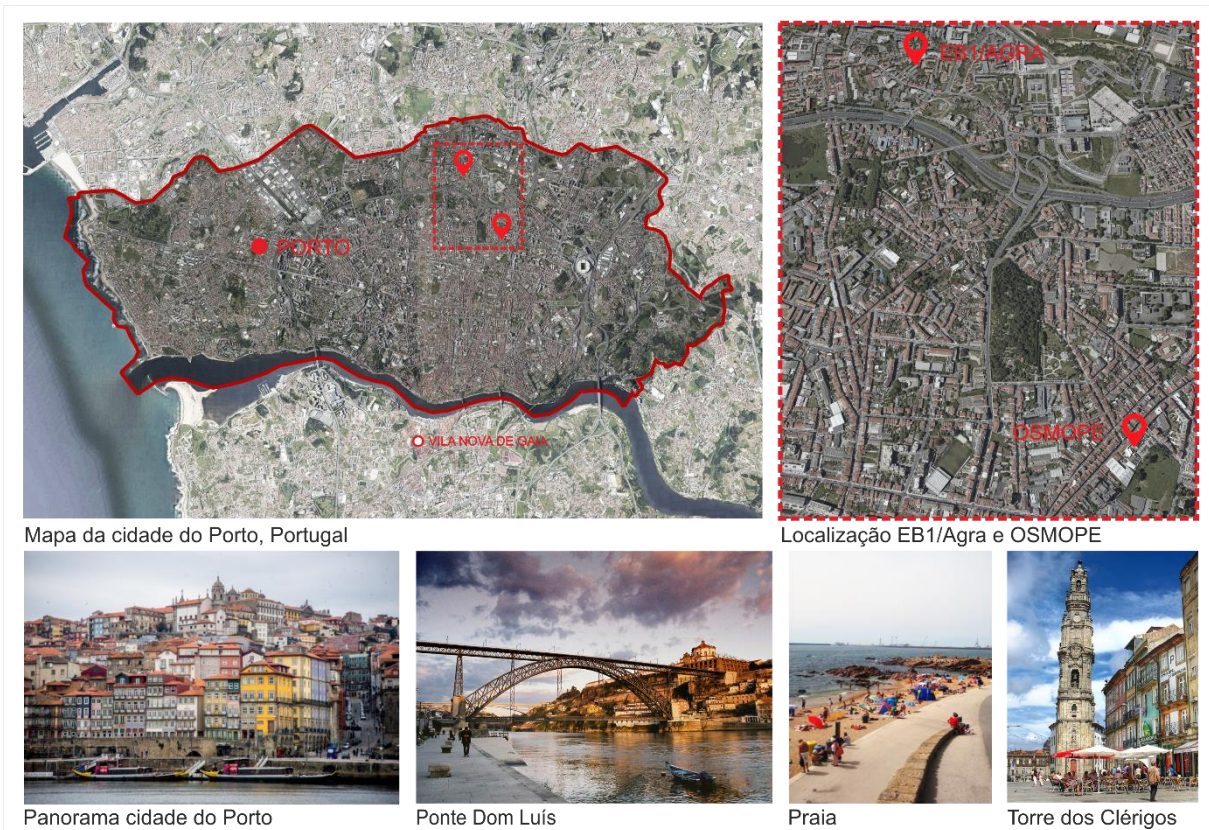 EB1/AGRA
PORTO
VILA NOVA DE GAIA
OSMOPE
Mapa da cidade do Porto, Portugal
Localização EB1/Agra e OSMOPE
Panorama cidade do Porto
Ponte Dom Luís
Praia
Torre dos Clérigos